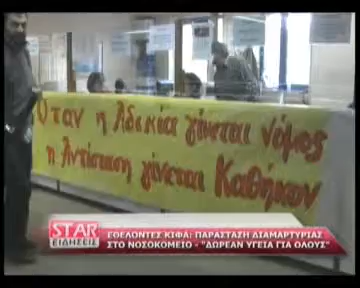 Όταν η Αδικία γίνεται Νόμος
η Αντίσταση γίνεται Καθήκον
STAR
ΕΙΔΗΣΕΙΣ
ΕΘΕΛΟΝΤΕΣ ΚΙΦΑ: ΠΑΡΑΣΤΑΣΗ ΔΙΑΜΑΡΤΥΡΙΑΣ
ΣΤΟ ΝΟΣΟΚΟΜΕΙΟ - "ΔΩΡΕΑΝ ΥΓΕΙΑ ΓΙΑ ΟΛΟΥΣ"